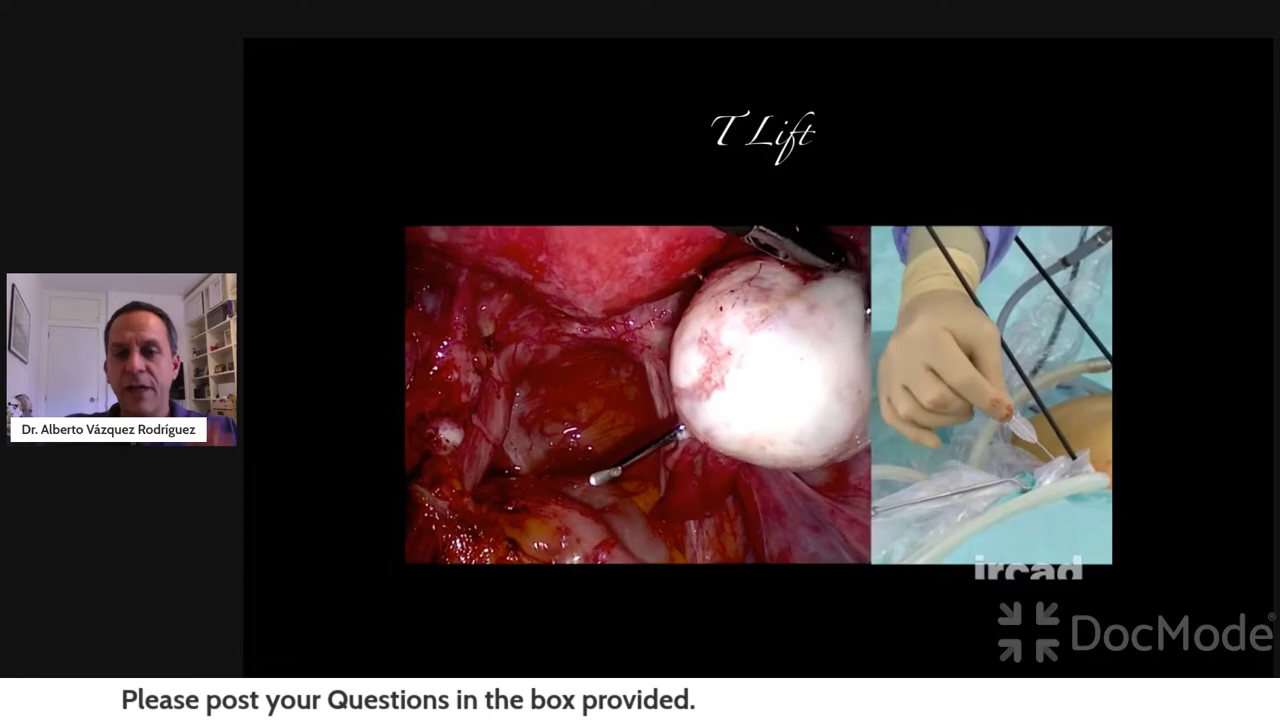 T Lift
Dr. Alberto Vázquez Rodríguez
ircad
DocMode®
Please post your Questions in the box provided.